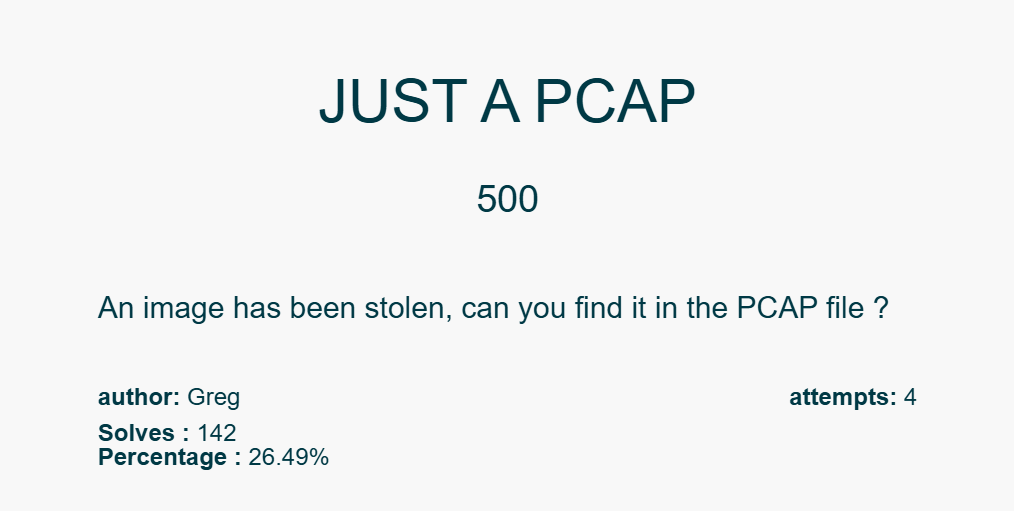 JUST A PCAP
500
An image has been stolen, can you find it in the PCAP file ?
author: Greg attempts: 4
Solves : 142
Percentage : 26.49%